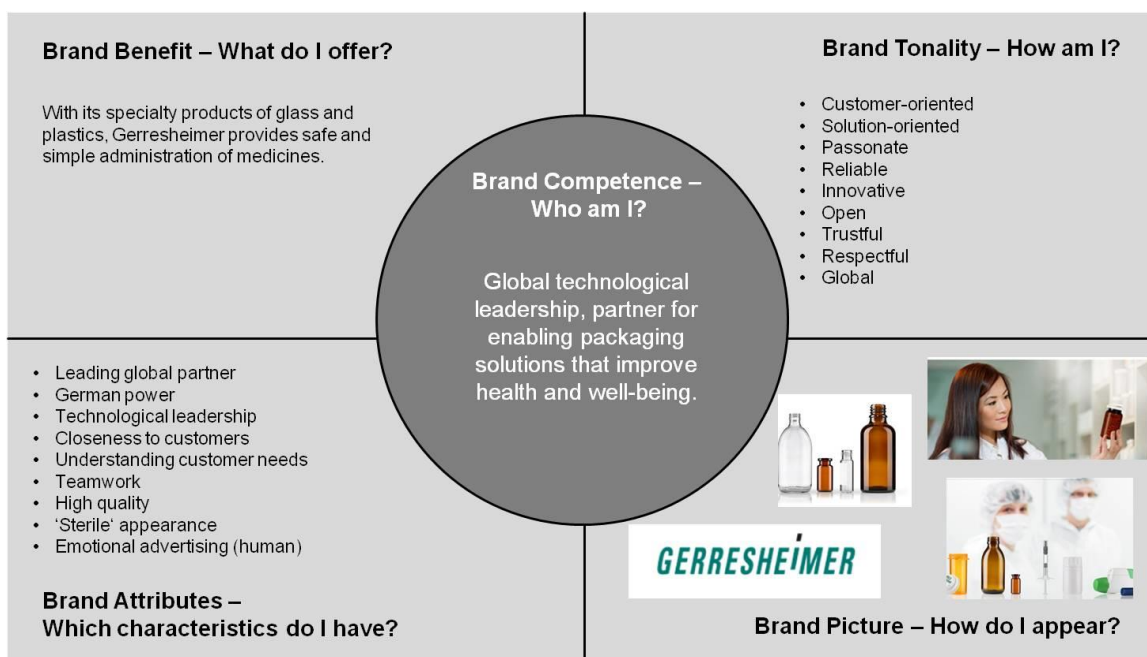 Brand Benefit – What do I offer?
With its specialty products of glass and
plastics, Gerresheimer provides safe and
simple administration of medicines.
Brand Tonality – How am I?
• Customer-oriented
• Solution-oriented
• Passonate
• Reliable
• Innovative
• Open
• Trustful
• Respectful
• Global
Brand Competence –
Who am I?
Global technological
leadership, partner for
enabling packaging
solutions that improve
health and well-being.
• Leading global partner
• German power
• Technological leadership
• Closeness to customers
• Understanding customer needs
• Teamwork
• High quality
• ‘Sterile‘ appearance
• Emotional advertising (human)
Brand Attributes –
Which characteristics do I have?
GERRESHEIMER
Brand Picture – How do I appear?